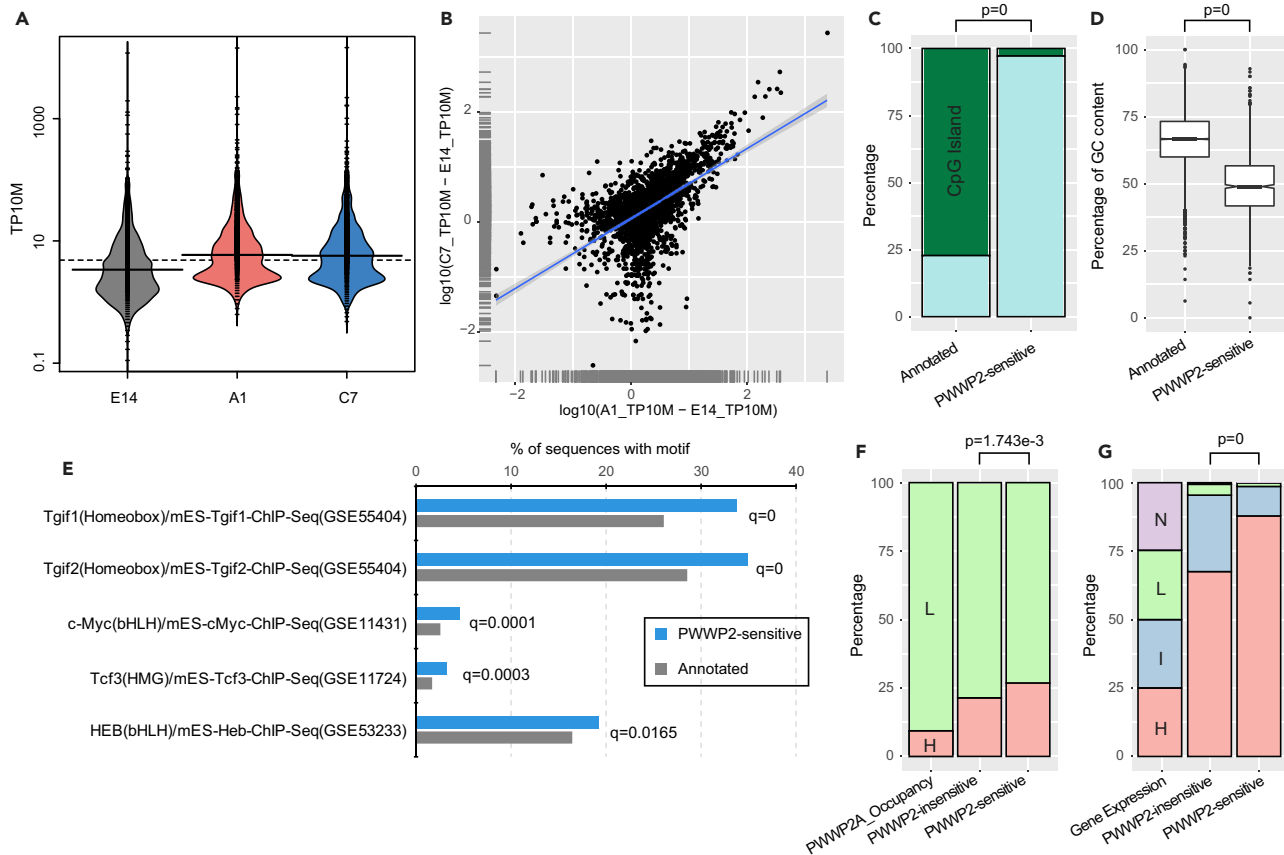 A
TP10M
1000
10
0.1
E14
A1
C7
B
log10(C7_TP10M − E14_TP10M)
2
0
−2
−2
0
2
log10(A1_TP10M − E14_TP10M)
C
p=0
Percentage
100
75
50
25
0
CpG Island
Annotated
PWWP2-sensitive
D
p=0
Percentage of GC content
100
75
50
25
0
Annotated
PWWP2-sensitive
E
% of sequences with motif
0
10
20
30
40
Tgif1(Homeobox)/mES-Tgif1-ChIP-Seq(GSE55404)
q=0
Tgif2(Homeobox)/mES-Tgif2-ChIP-Seq(GSE55404)
q=0
c-Myc(bHLH)/mES-cMyc-ChIP-Seq(GSE11431)
q=0.0001
Tcf3(HMG)/mES-Tcf3-ChIP-Seq(GSE11724)
q=0.0003
HEB(bHLH)/mES-Heb-ChIP-Seq(GSE53233)
q=0.0165
PWWP2-sensitive
Annotated
F
p=1.743e-3
Percentage
100
75
50
25
0
L
H
PWWP2A_Occupancy
PWWP2-insensitive
PWWP2-sensitive
G
p=0
Percentage
100
75
50
25
0
N
L
I
H
Gene Expression
PWWP2-insensitive
PWWP2-sensitive